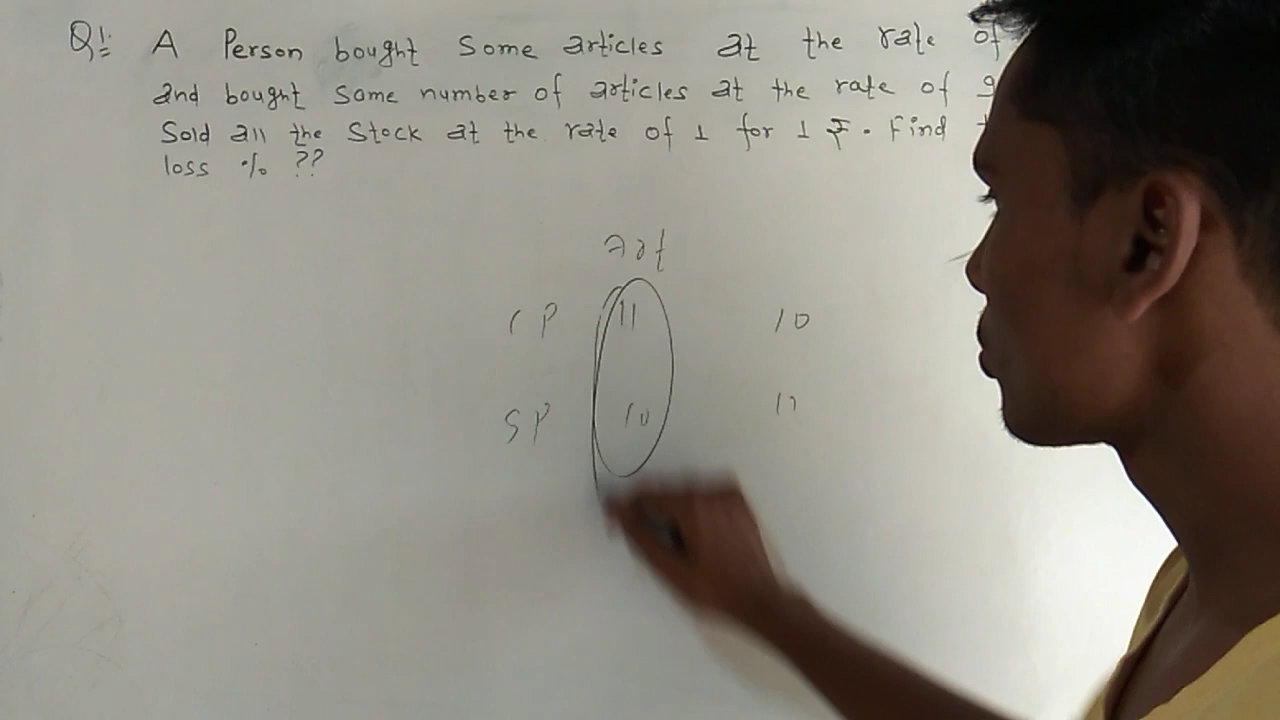 Q1: A Person bought Some articles at the rate of
and bought same number of articles at the rate of 9
Sold all the Stock at the rate of 1 for 1 ₹. Find
loss % ??
art
CP 11 10
SP 10 11